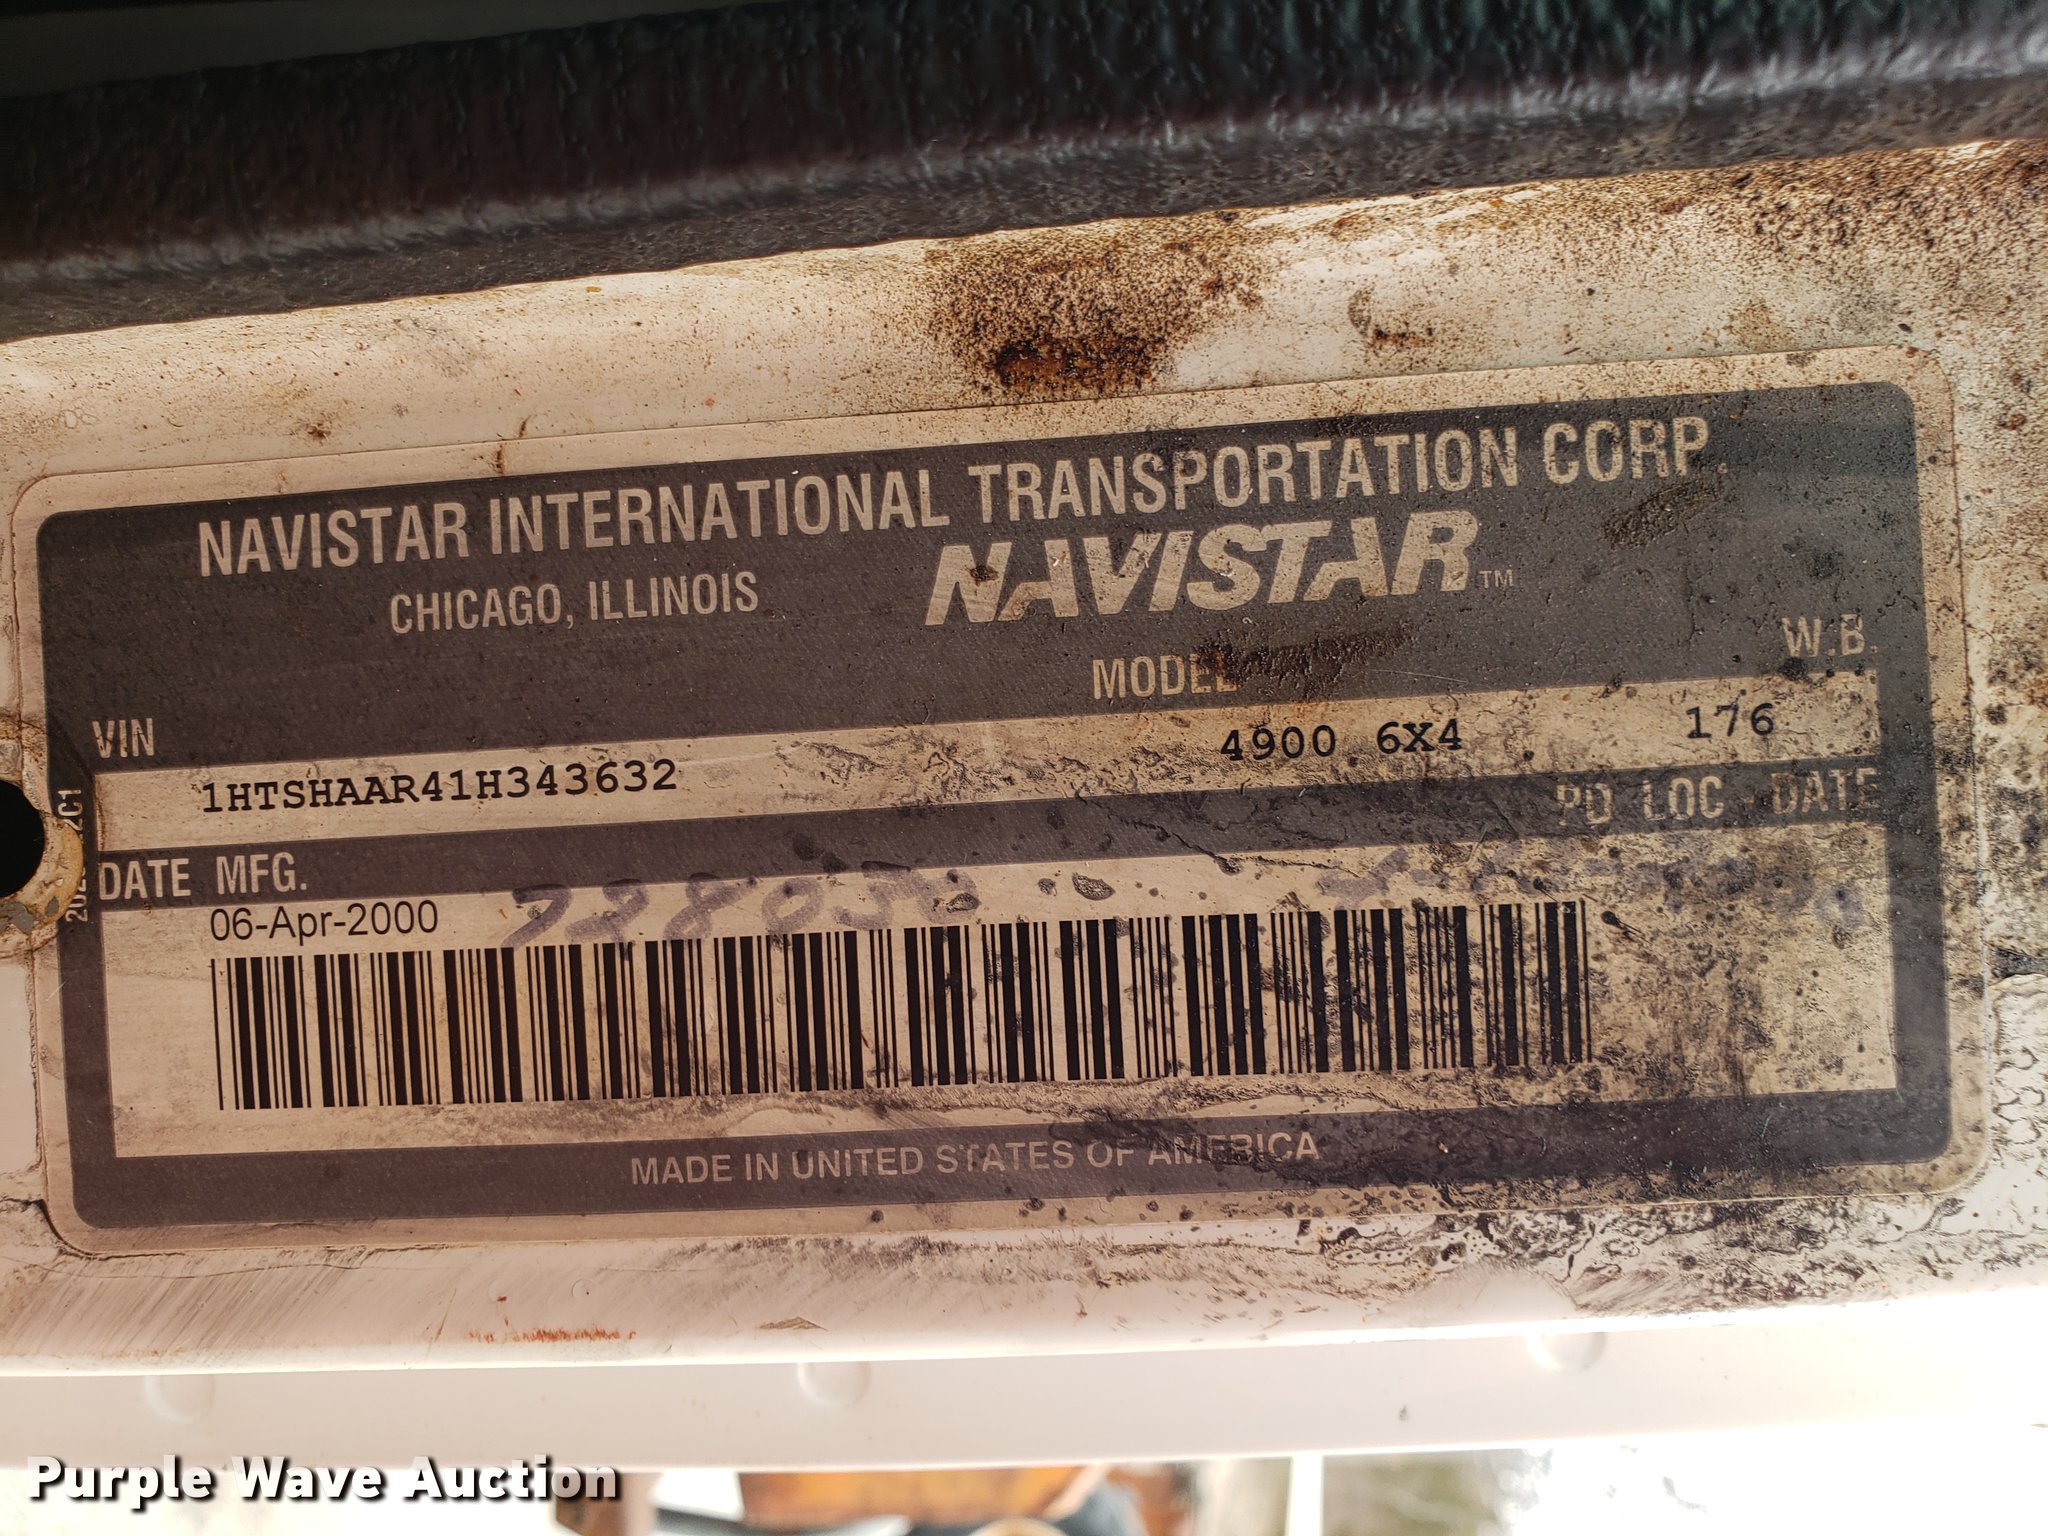 NAVISTAR INTERNATIONAL TRANSPORTATION CORP.
CHICAGO, ILLINOIS
NAVISTAR™
VIN
MODEL
W.B.
1HTSHAAR41H343632
4900 6X4
176
DATE MFG.
PD LOC - DATE
06-Apr-2000
MADE IN UNITED STATES OF AMERICA
Purple Wave Auction